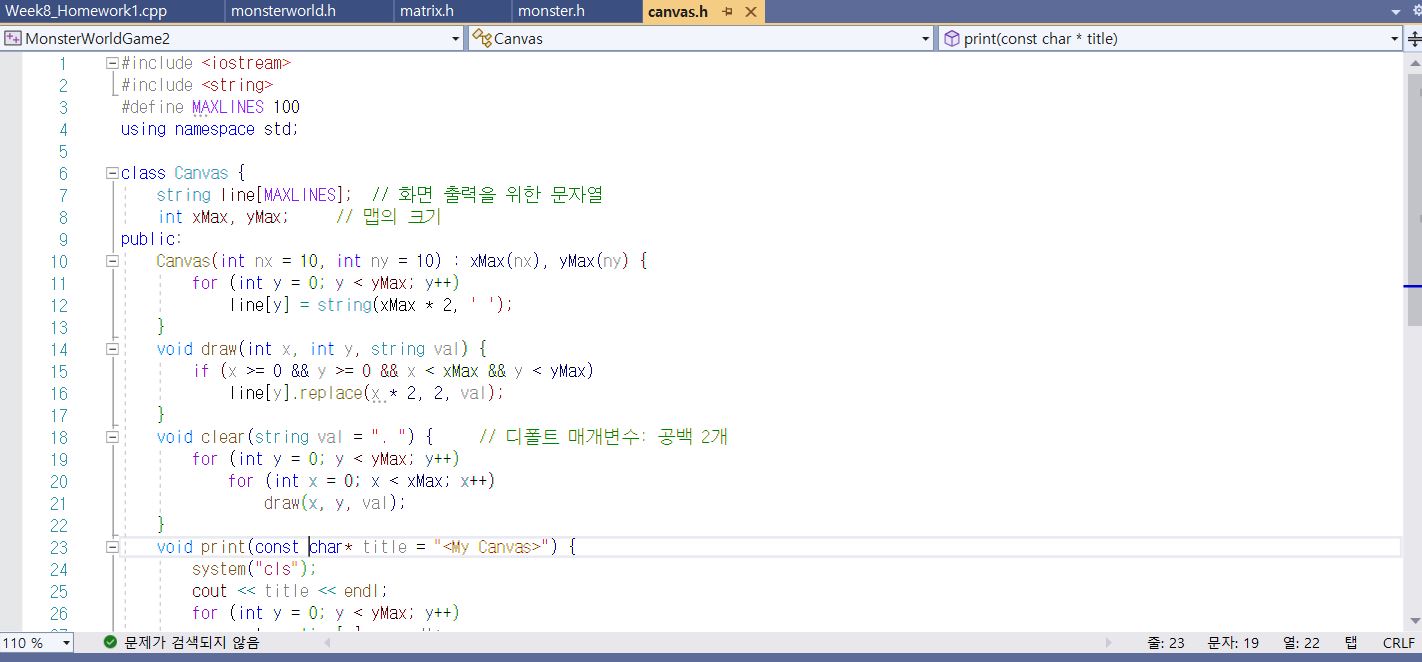 Week8_Homework1.cpp monsterworld.h matrix.h monster.h canvas.h
MonsterWorldGame2 Canvas print(const char * title)
1 #include <iostream>
2 #include <string>
3 #define MAXLINES 100
4 using namespace std;
5
6 class Canvas {
7 string line[MAXLINES]; // 화면 출력을 위한 문자열
8 int xMax, yMax; // 맵의 크기
9 public:
10 Canvas(int nx = 10, int ny = 10) : xMax(nx), yMax(ny) {
11 for (int y = 0; y < yMax; y++)
12 line[y] = string(xMax * 2, ' ');
13 }
14 void draw(int x, int y, string val) {
15 if (x >= 0 && y >= 0 && x < xMax && y < yMax)
16 line[y].replace(x * 2, 2, val);
17 }
18 void clear(string val = ". ") { // 디폴트 매개변수: 공백 2개
19 for (int y = 0; y < yMax; y++)
20 for (int x = 0; x < xMax; x++)
21 draw(x, y, val);
22 }
23 void print(const char* title = "<My Canvas>") {
24 system("cls");
25 cout << title << endl;
26 for (int y = 0; y < yMax; y++)
110 % 문제가 검색되지 않음 줄: 23 문자: 19 열: 22 탭 CRLF